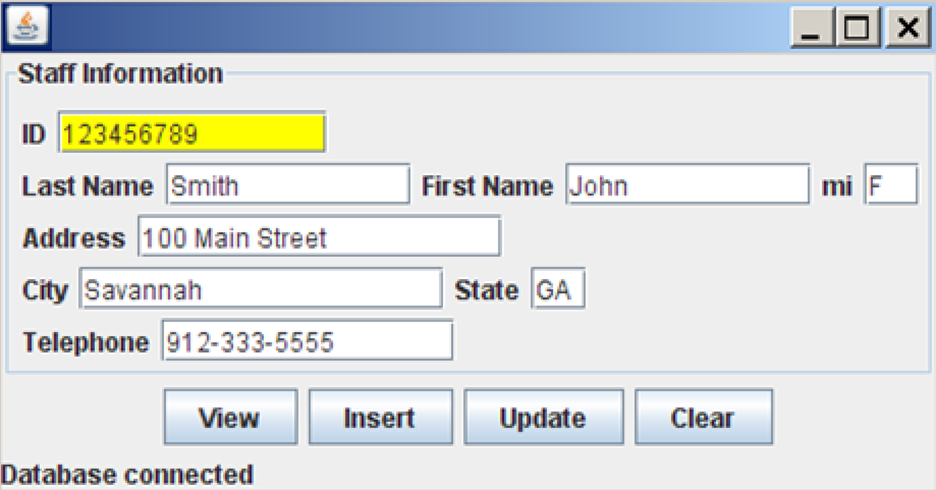 Staff Information
ID 123456789
Last Name Smith First Name John mi F
Address 100 Main Street
City Savannah State GA
Telephone 912-333-5555
View Insert Update Clear
Database connected